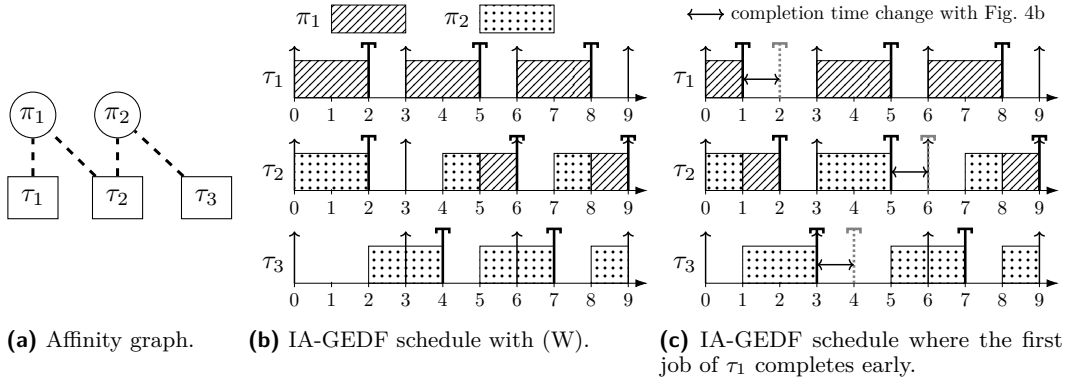 π1 π2
τ1 τ2 τ3
(a) Affinity graph.
π1 π2
τ1
0 1 2 3 4 5 6 7 8 9
τ2
0 1 2 3 4 5 6 7 8 9
τ3
0 1 2 3 4 5 6 7 8 9
(b) IA-GEDF schedule with (W).
completion time change with Fig. 4b
τ1
0 1 2 3 4 5 6 7 8 9
τ2
0 1 2 3 4 5 6 7 8 9
τ3
0 1 2 3 4 5 6 7 8 9
(c) IA-GEDF schedule where the first
job of τ1 completes early.